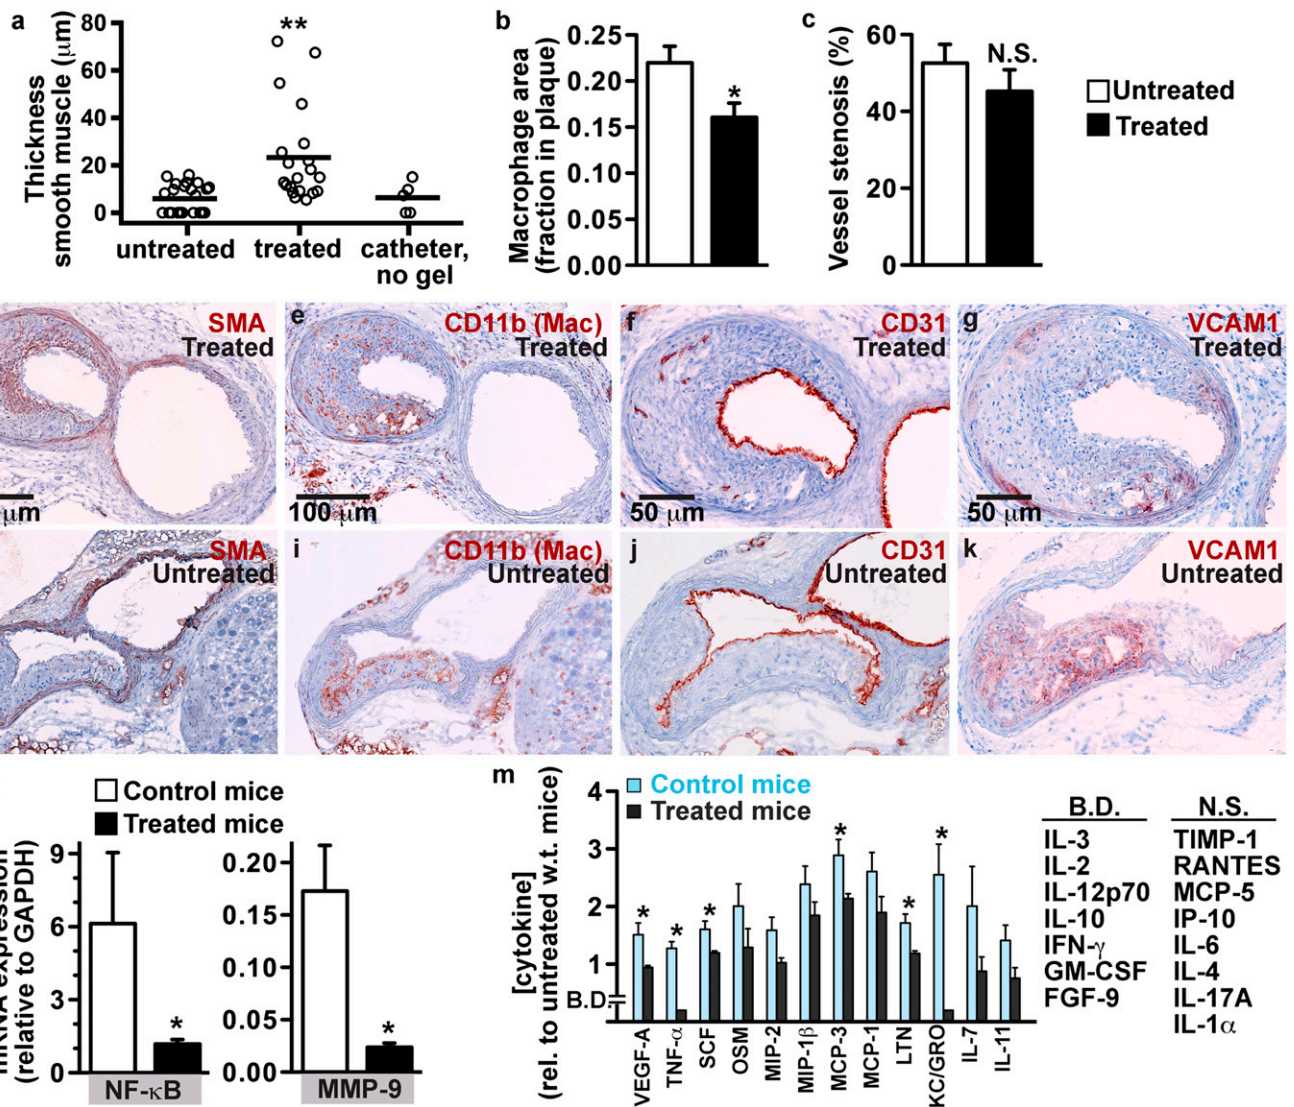 a
Thickness
smooth muscle (μm)
80
60
40
20
0
**
untreated
treated
catheter,
no gel
b
Macrophage area
(fraction in plaque)
0.25
0.20
0.15
0.10
0.05
0.00
*
c
Vessel stenosis (%)
60
40
20
0
N.S.
Untreated
Treated
SMA
Treated
μm
e
CD11b (Mac)
Treated
100 μm
f
CD31
Treated
50 μm
g
VCAM1
Treated
50 μm
SMA
Untreated
i
CD11b (Mac)
Untreated
j
CD31
Untreated
k
VCAM1
Untreated
Control mice
Treated mice
mRNA expression
(relative to GAPDH)
9
6
3
0
*
NF-κB
0.20
0.15
0.10
0.05
0.00
*
MMP-9
m
Control mice
Treated mice
[cytokine]
(rel. to untreated w.t. mice)
4
3
2
1
B.D.
* * * * * *
VEGF-A
TNF-α
SCF
OSM
MIP-2
MIP-1β
MCP-3
MCP-1
LTN
KC/GRO
IL-7
IL-11
B.D.
IL-3
IL-2
IL-12p70
IL-10
IFN-γ
GM-CSF
FGF-9
N.S.
TIMP-1
RANTES
MCP-5
IP-10
IL-6
IL-4
IL-17A
IL-1α